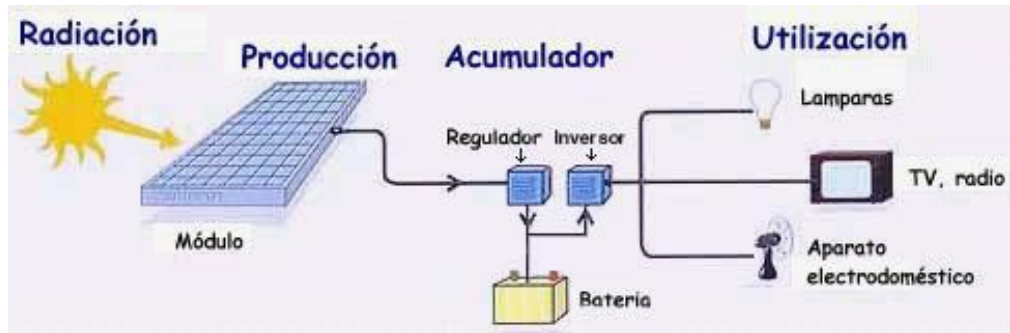 Radiación
Producción
Acumulador
Utilización
Lamparas
Regulador
Inversor
TV, radio
Módulo
Aparato
electrodoméstico
Bateria